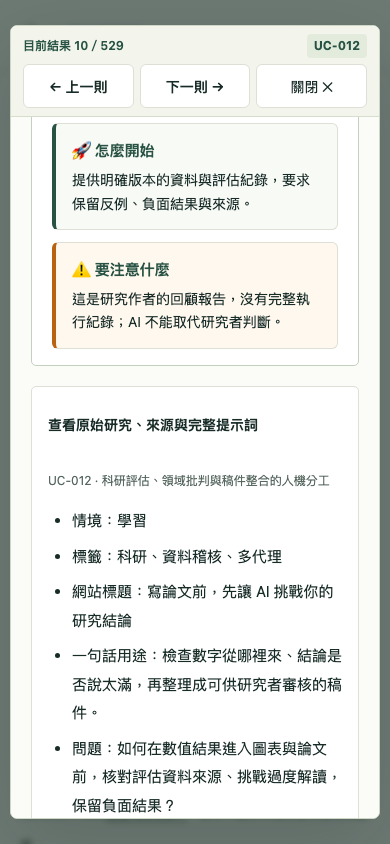 目前結果 10 / 529
UC-012
← 上一則
下一則 →
關閉 ✕
🚀 怎麼開始
提供明確版本的資料與評估紀錄，要求
保留反例、負面結果與來源。
⚠️ 要注意什麼
這是研究作者的回顧報告，沒有完整執
行紀錄；AI 不能取代研究者判斷。
查看原始研究、來源與完整提示詞
UC-012 · 科研評估、領域批判與稿件整合的人機分工
• 情境：學習
• 標籤：科研、資料稽核、多代理
• 網站標題：寫論文前，先讓 AI 挑戰你的
研究結論
• 一句話用途：檢查數字從哪裡來、結論是
否說太滿，再整理成可供研究者審核的稿
件。
• 問題：如何在數值結果進入圖表與論文
前，核對評估資料來源、挑戰過度解讀，
保留負面結果？